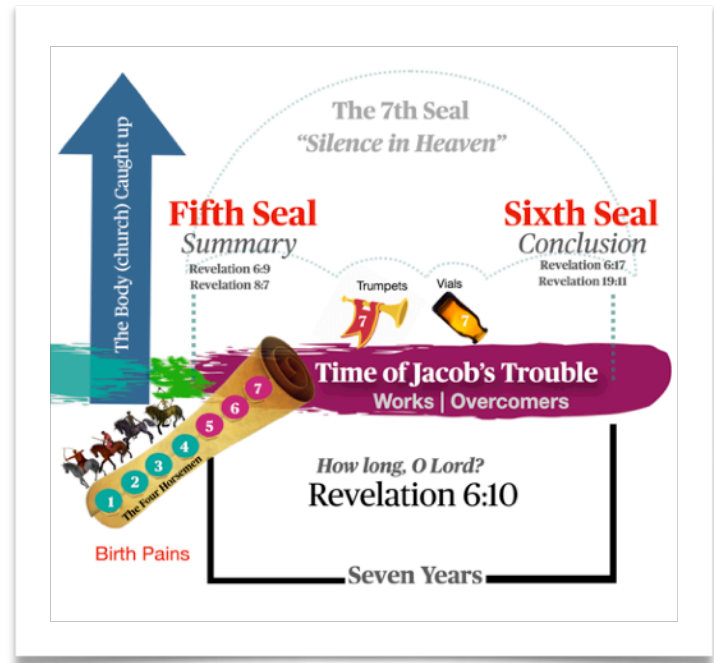 The 7th Seal
“Silence in Heaven”
The Body (church) Caught up
Fifth Seal
Summary
Revelation 6:9
Revelation 8:7
Sixth Seal
Conclusion
Revelation 6:17
Revelation 19:11
Trumpets
7
Vials
7
Time of Jacob’s Trouble
Works | Overcomers
1
2
3
4
5
6
7
The Four Horsemen
Birth Pains
How long, O Lord?
Revelation 6:10
Seven Years